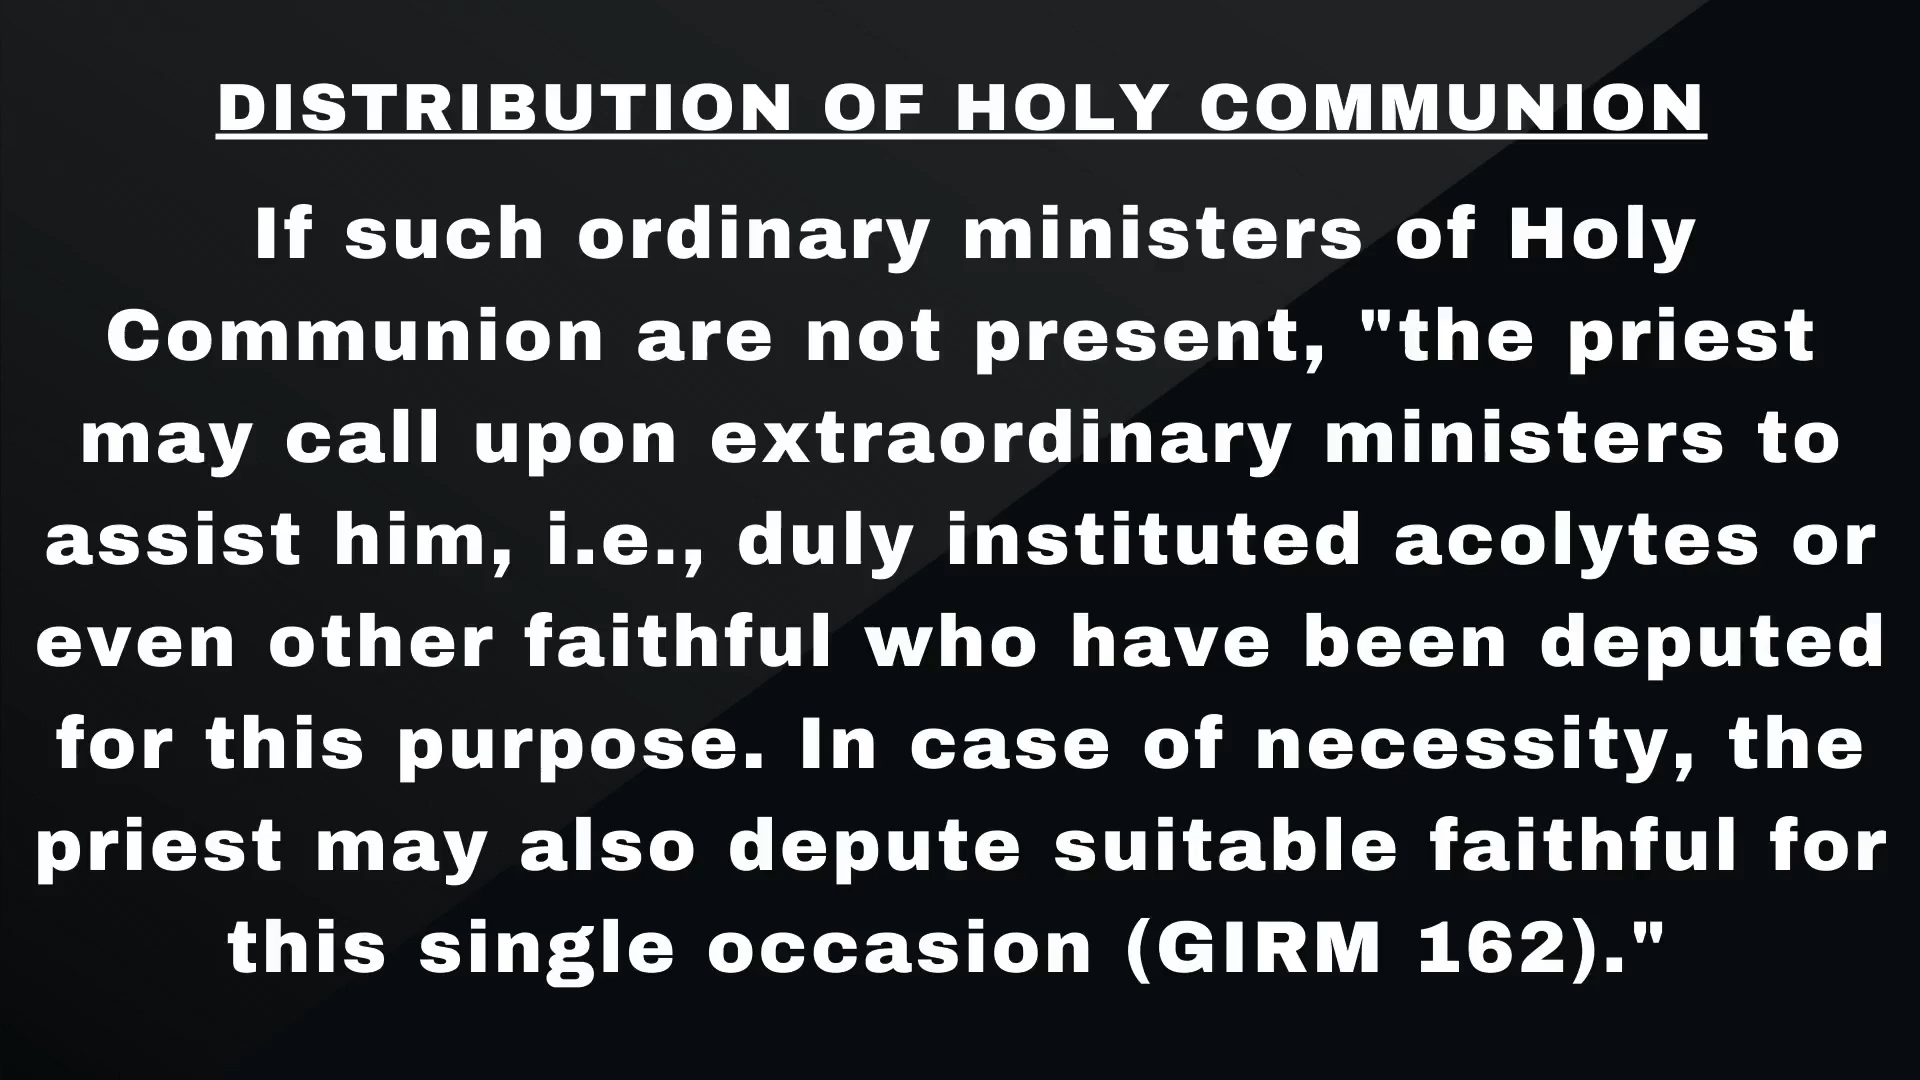 DISTRIBUTION OF HOLY COMMUNION
If such ordinary ministers of Holy
Communion are not present, "the priest
may call upon extraordinary ministers to
assist him, i.e., duly instituted acolytes or
even other faithful who have been deputed
for this purpose. In case of necessity, the
priest may also depute suitable faithful for
this single occasion (GIRM 162)."